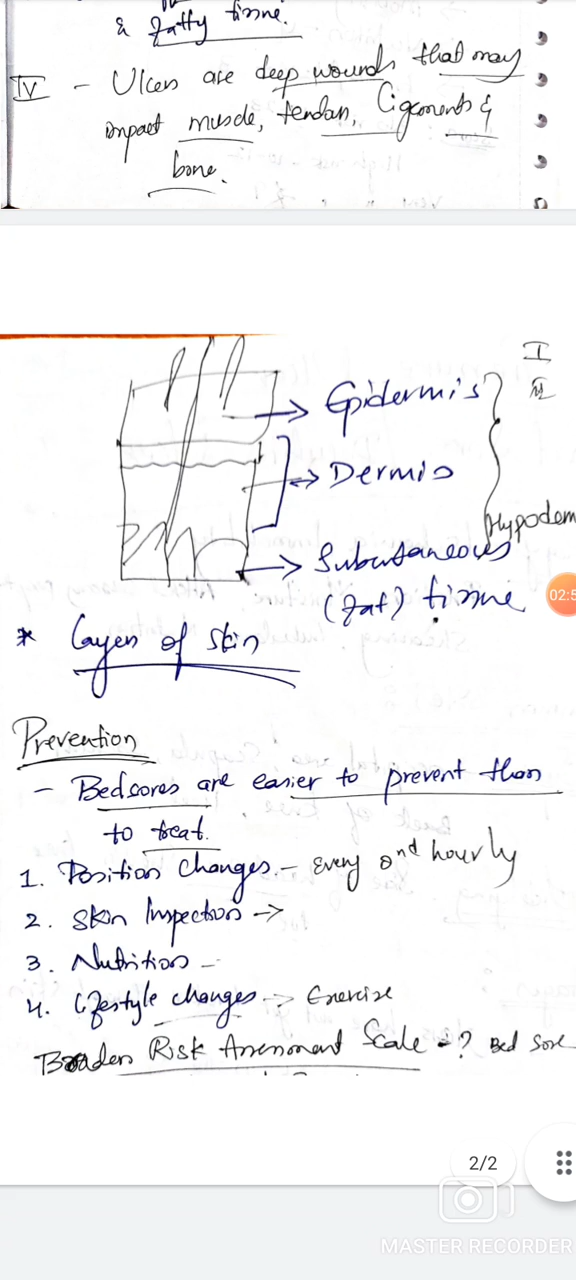 & fatty tissue.
IV - Ulcers are deep wounds that may
impact muscle, tendan, Ligaments &
bone.
I
II
Epidermis
Dermis
Hypodem
Subcutaneous
(fat) tissue
02:5
* Layers of skin
Prevention
- Bedsores are easier to prevent than
to treat.
1. Position changes. - Every 2nd hourly
2. Skin Inspection ->
3. Nutrition -
4. Lifestyle changes -> Exercise
Braden Risk Assessment Scale -? Bed Sore
2/2
MASTER RECORDER